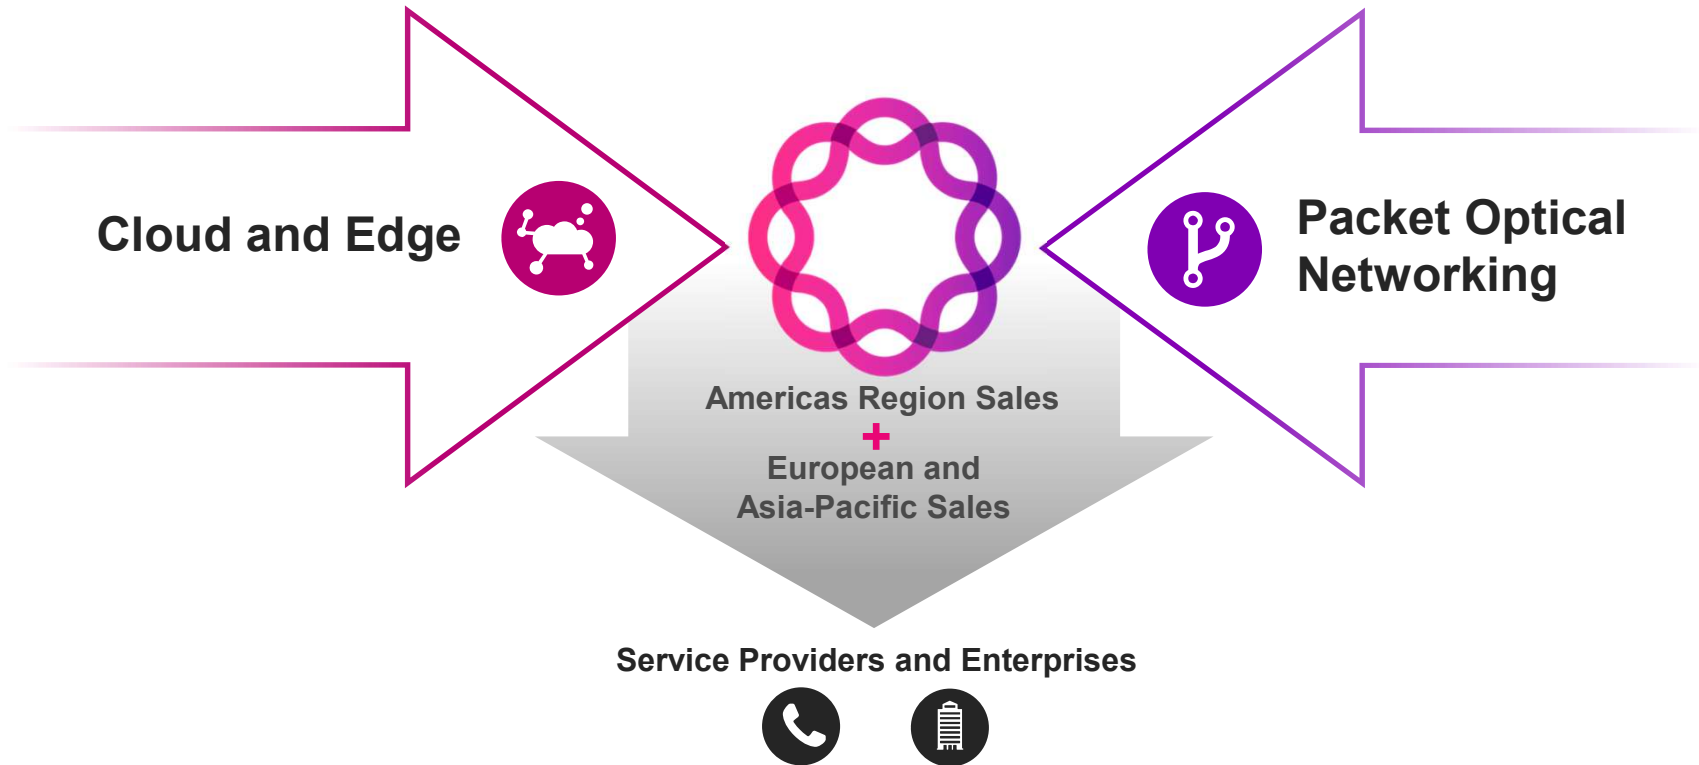 Cloud and Edge
Packet Optical
Networking
Americas Region Sales
+
European and
Asia-Pacific Sales
Service Providers and Enterprises